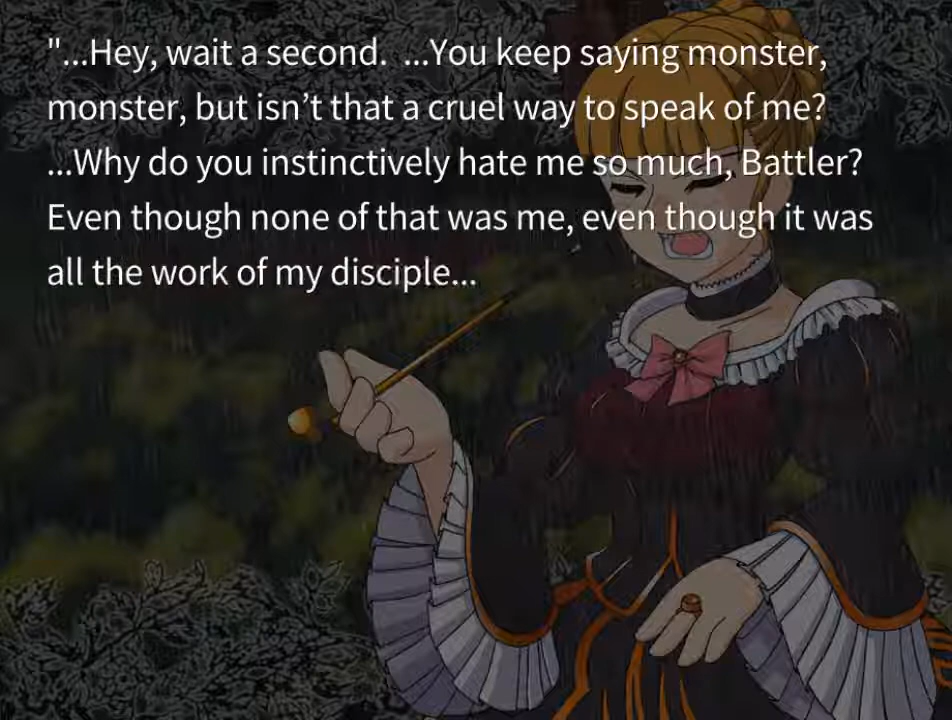 "...Hey, wait a second.  ...You keep saying monster,
monster, but isn’t that a cruel way to speak of me?
...Why do you instinctively hate me so much, Battler?
Even though none of that was me, even though it was
all the work of my disciple...